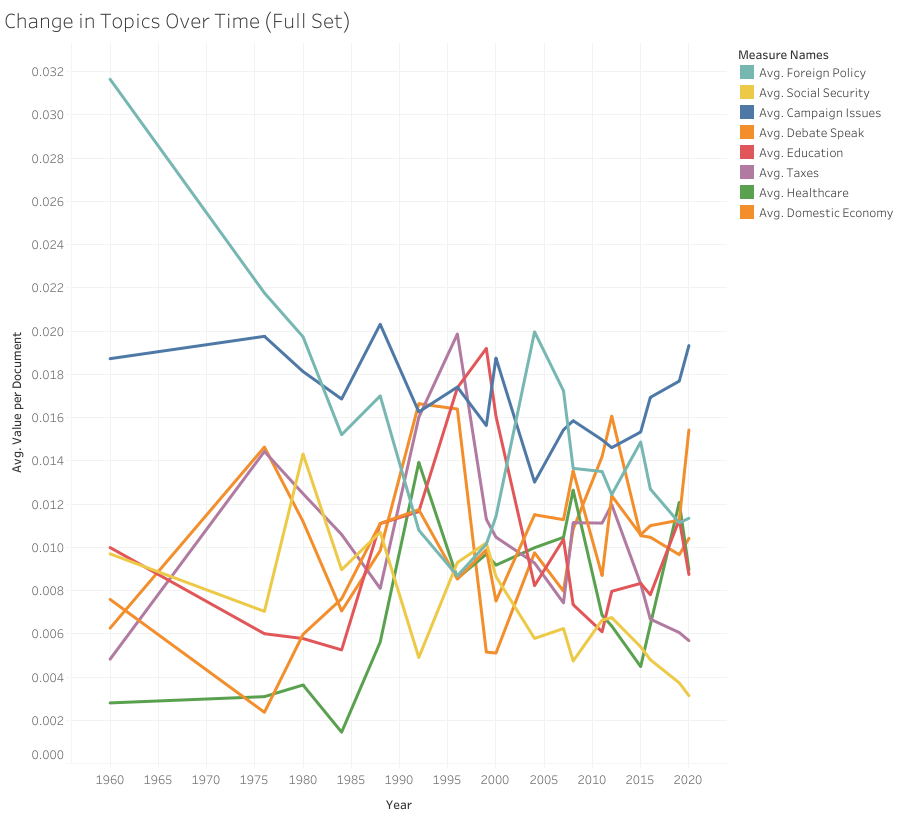 Change in Topics Over Time (Full Set)
Measure Names
Avg. Foreign Policy
Avg. Social Security
Avg. Campaign Issues
Avg. Debate Speak
Avg. Education
Avg. Taxes
Avg. Healthcare
Avg. Domestic Economy
Avg. Value per Document
0.032
0.030
0.028
0.026
0.024
0.022
0.020
0.018
0.016
0.014
0.012
0.010
0.008
0.006
0.004
0.002
0.000
1960 1965 1970 1975 1980 1985 1990 1995 2000 2005 2010 2015 2020
Year